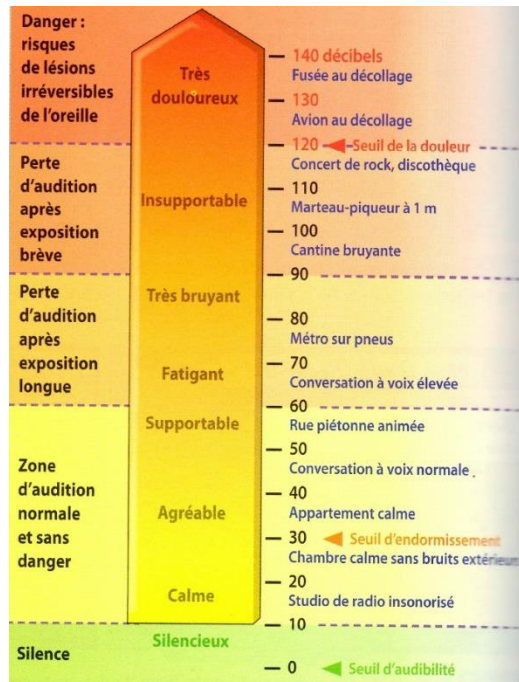 Danger :
risques
de lésions
irréversibles
de l'oreille
Perte
d'audition
après
exposition
brève
Perte
d'audition
après
exposition
longue
Zone
d'audition
normale
et sans
danger
Silence
Très
douloureux
Insupportable
Très bruyant
Fatigant
Supportable
Agréable
Calme
Silencieux
140 décibels
Fusée au décollage
130
Avion au décollage
120 Seuil de la douleur
Concert de rock, discothèque
110
Marteau-piqueur à 1 m
100
Cantine bruyante
90
80
Métro sur pneus
70
Conversation à voix élevée
60
Rue piétonne animée
50
Conversation à voix normale .
40
Appartement calme
30 Seuil d'endormissement
Chambre calme sans bruits extérieurs
20
Studio de radio insonorisé
10
0 Seuil d'audibilité